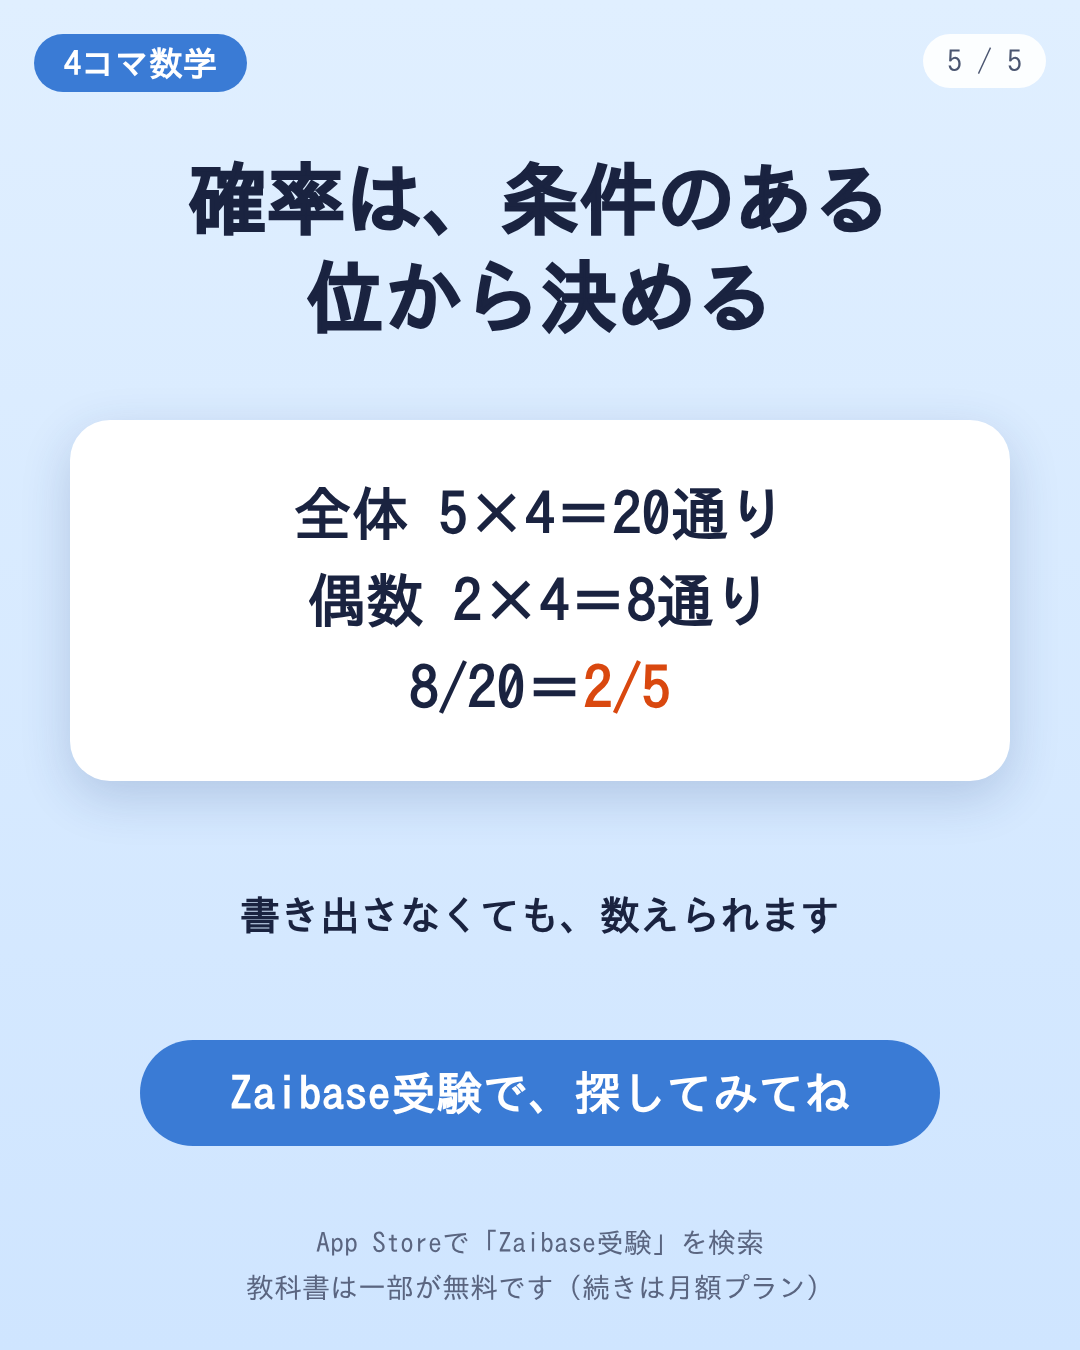 4コマ数学
5 / 5
確率は、条件のある
位から決める
全体 5×4＝20通り
偶数 2×4＝8通り
8/20＝2/5
書き出さなくても、数えられます
Zaibase受験で、探してみてね
App Storeで「Zaibase受験」を検索
教科書は一部が無料です（続きは月額プラン）